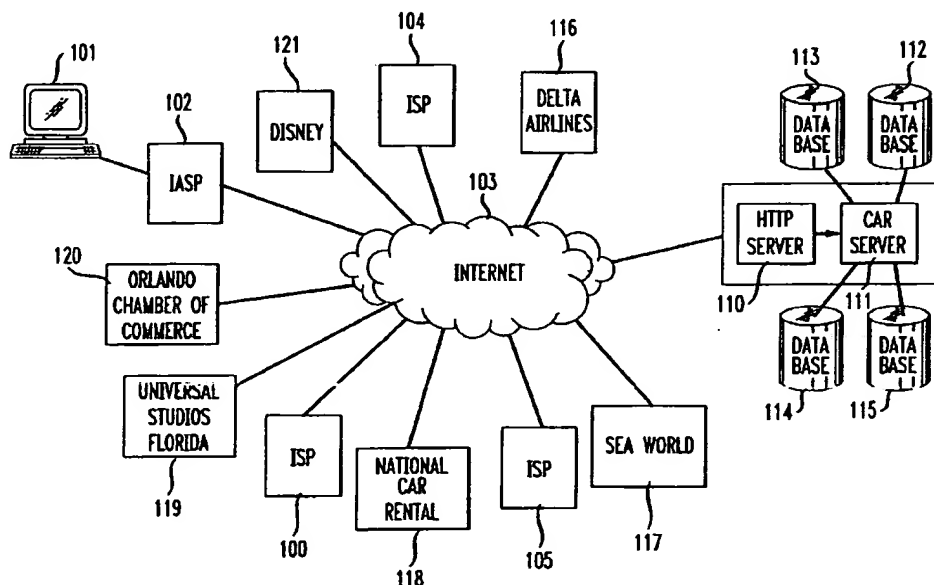 101
102
IASP
121
DISNEY
104
ISP
116
DELTA
AIRLINES
113
DATA
BASE
112
DATA
BASE
103
INTERNET
HTTP
SERVER
110
CAR
SERVER
111
DATA
BASE
114
DATA
BASE
115
120
ORLANDO
CHAMBER OF
COMMERCE
UNIVERSAL
STUDIOS
FLORIDA
119
ISP
100
NATIONAL
CAR
RENTAL
118
ISP
105
SEA WORLD
117